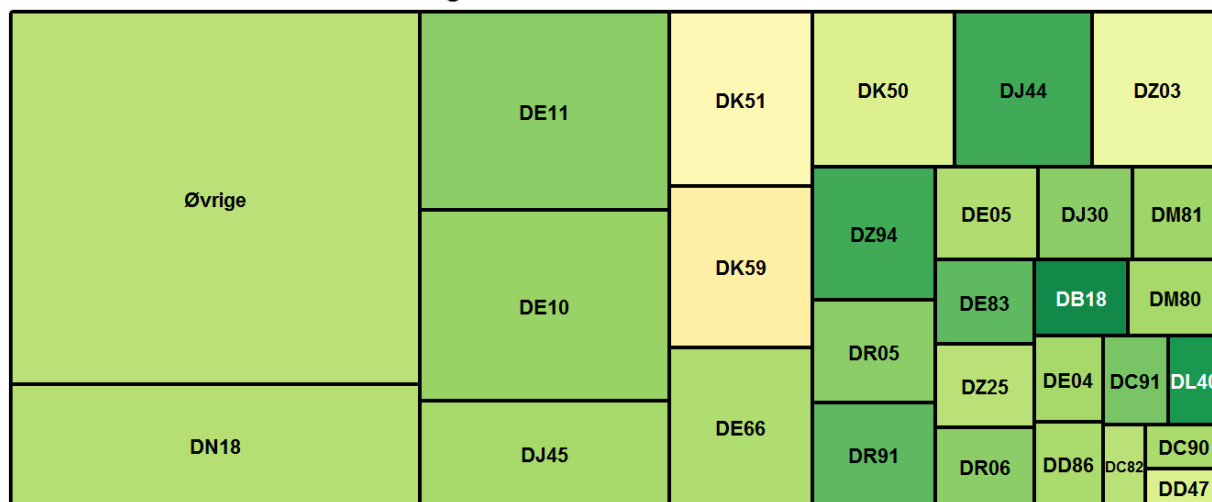 Øvrige
DN18
DE11
DE10
DJ45
DK51
DK59
DE66
DK50
DJ44
DZ03
DZ94
DR05
DR91
DE05
DJ30
DM81
DE83
DB18
DM80
DZ25
DR06
DE04
DC91
DL40
DD86
DC82
DC90
DD47